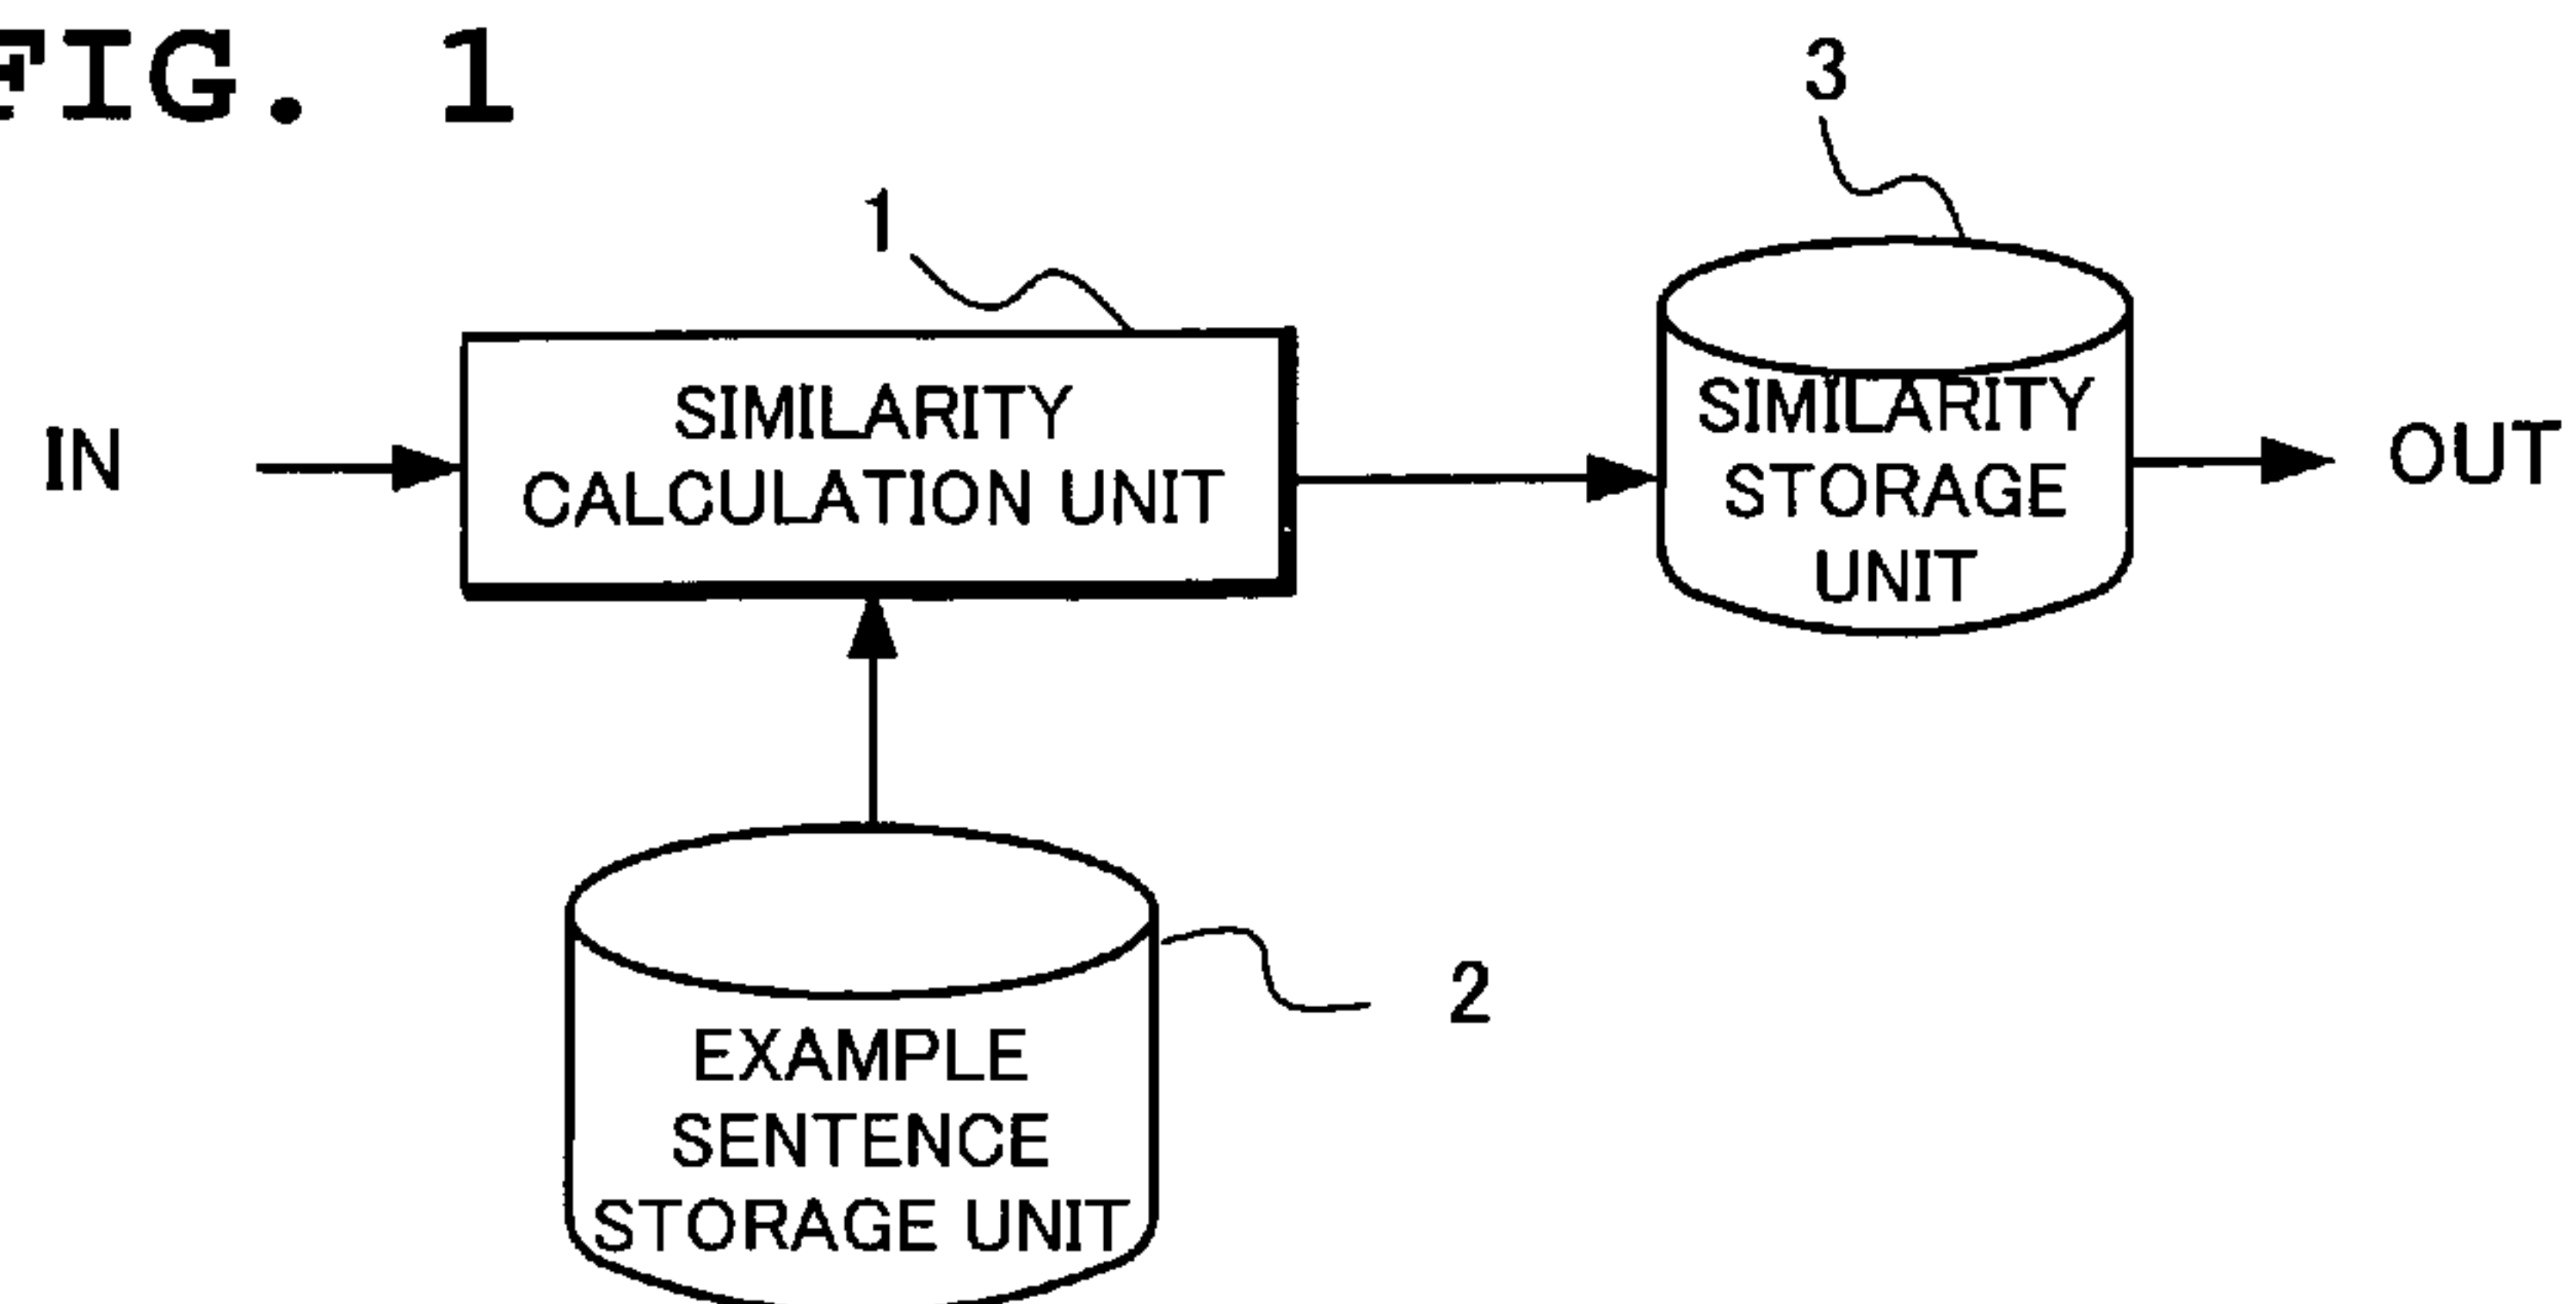 FIG. 1
3
1
IN
SIMILARITY
CALCULATION UNIT
SIMILARITY
STORAGE
UNIT
OUT
2
EXAMPLE
SENTENCE
STORAGE UNIT